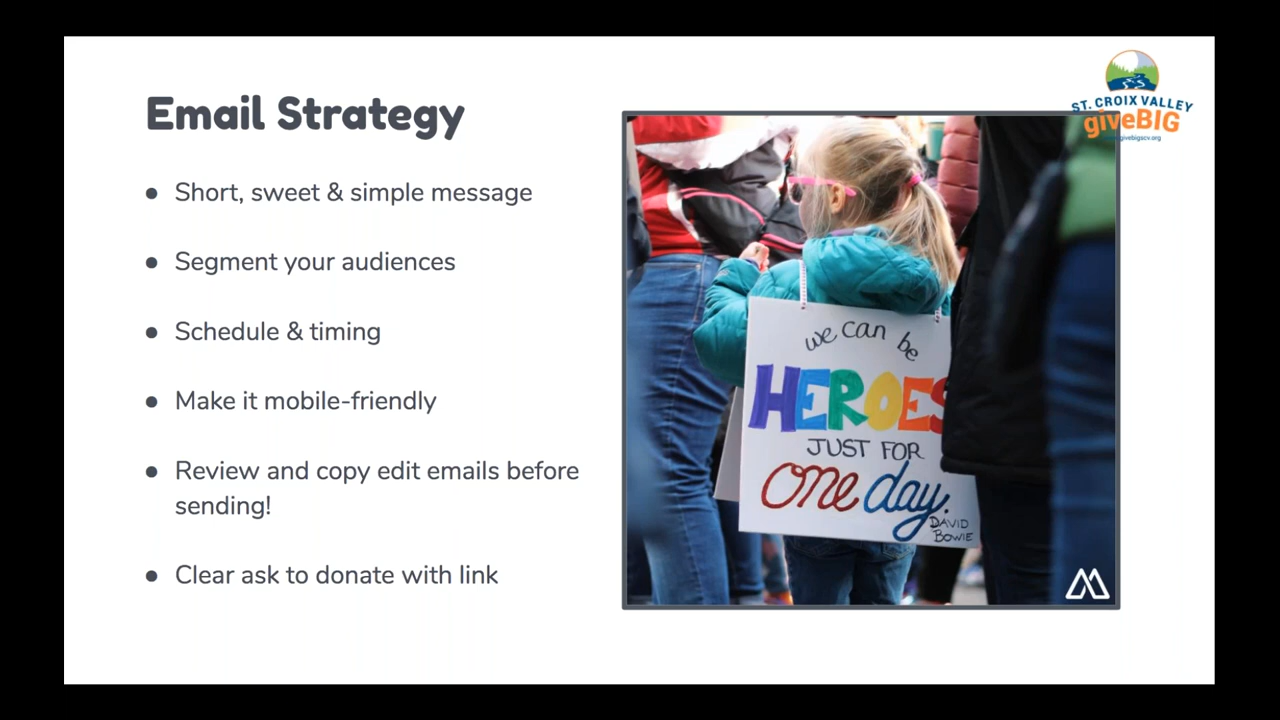 Email Strategy
Short, sweet & simple message
Segment your audiences
Schedule & timing
Make it mobile-friendly
Review and copy edit emails before
sending!
Clear ask to donate with link
ST. CROIX VALLEY
giveBIG
we can be
HEROES
JUST FOR
one day.
DAVID
BOWIE